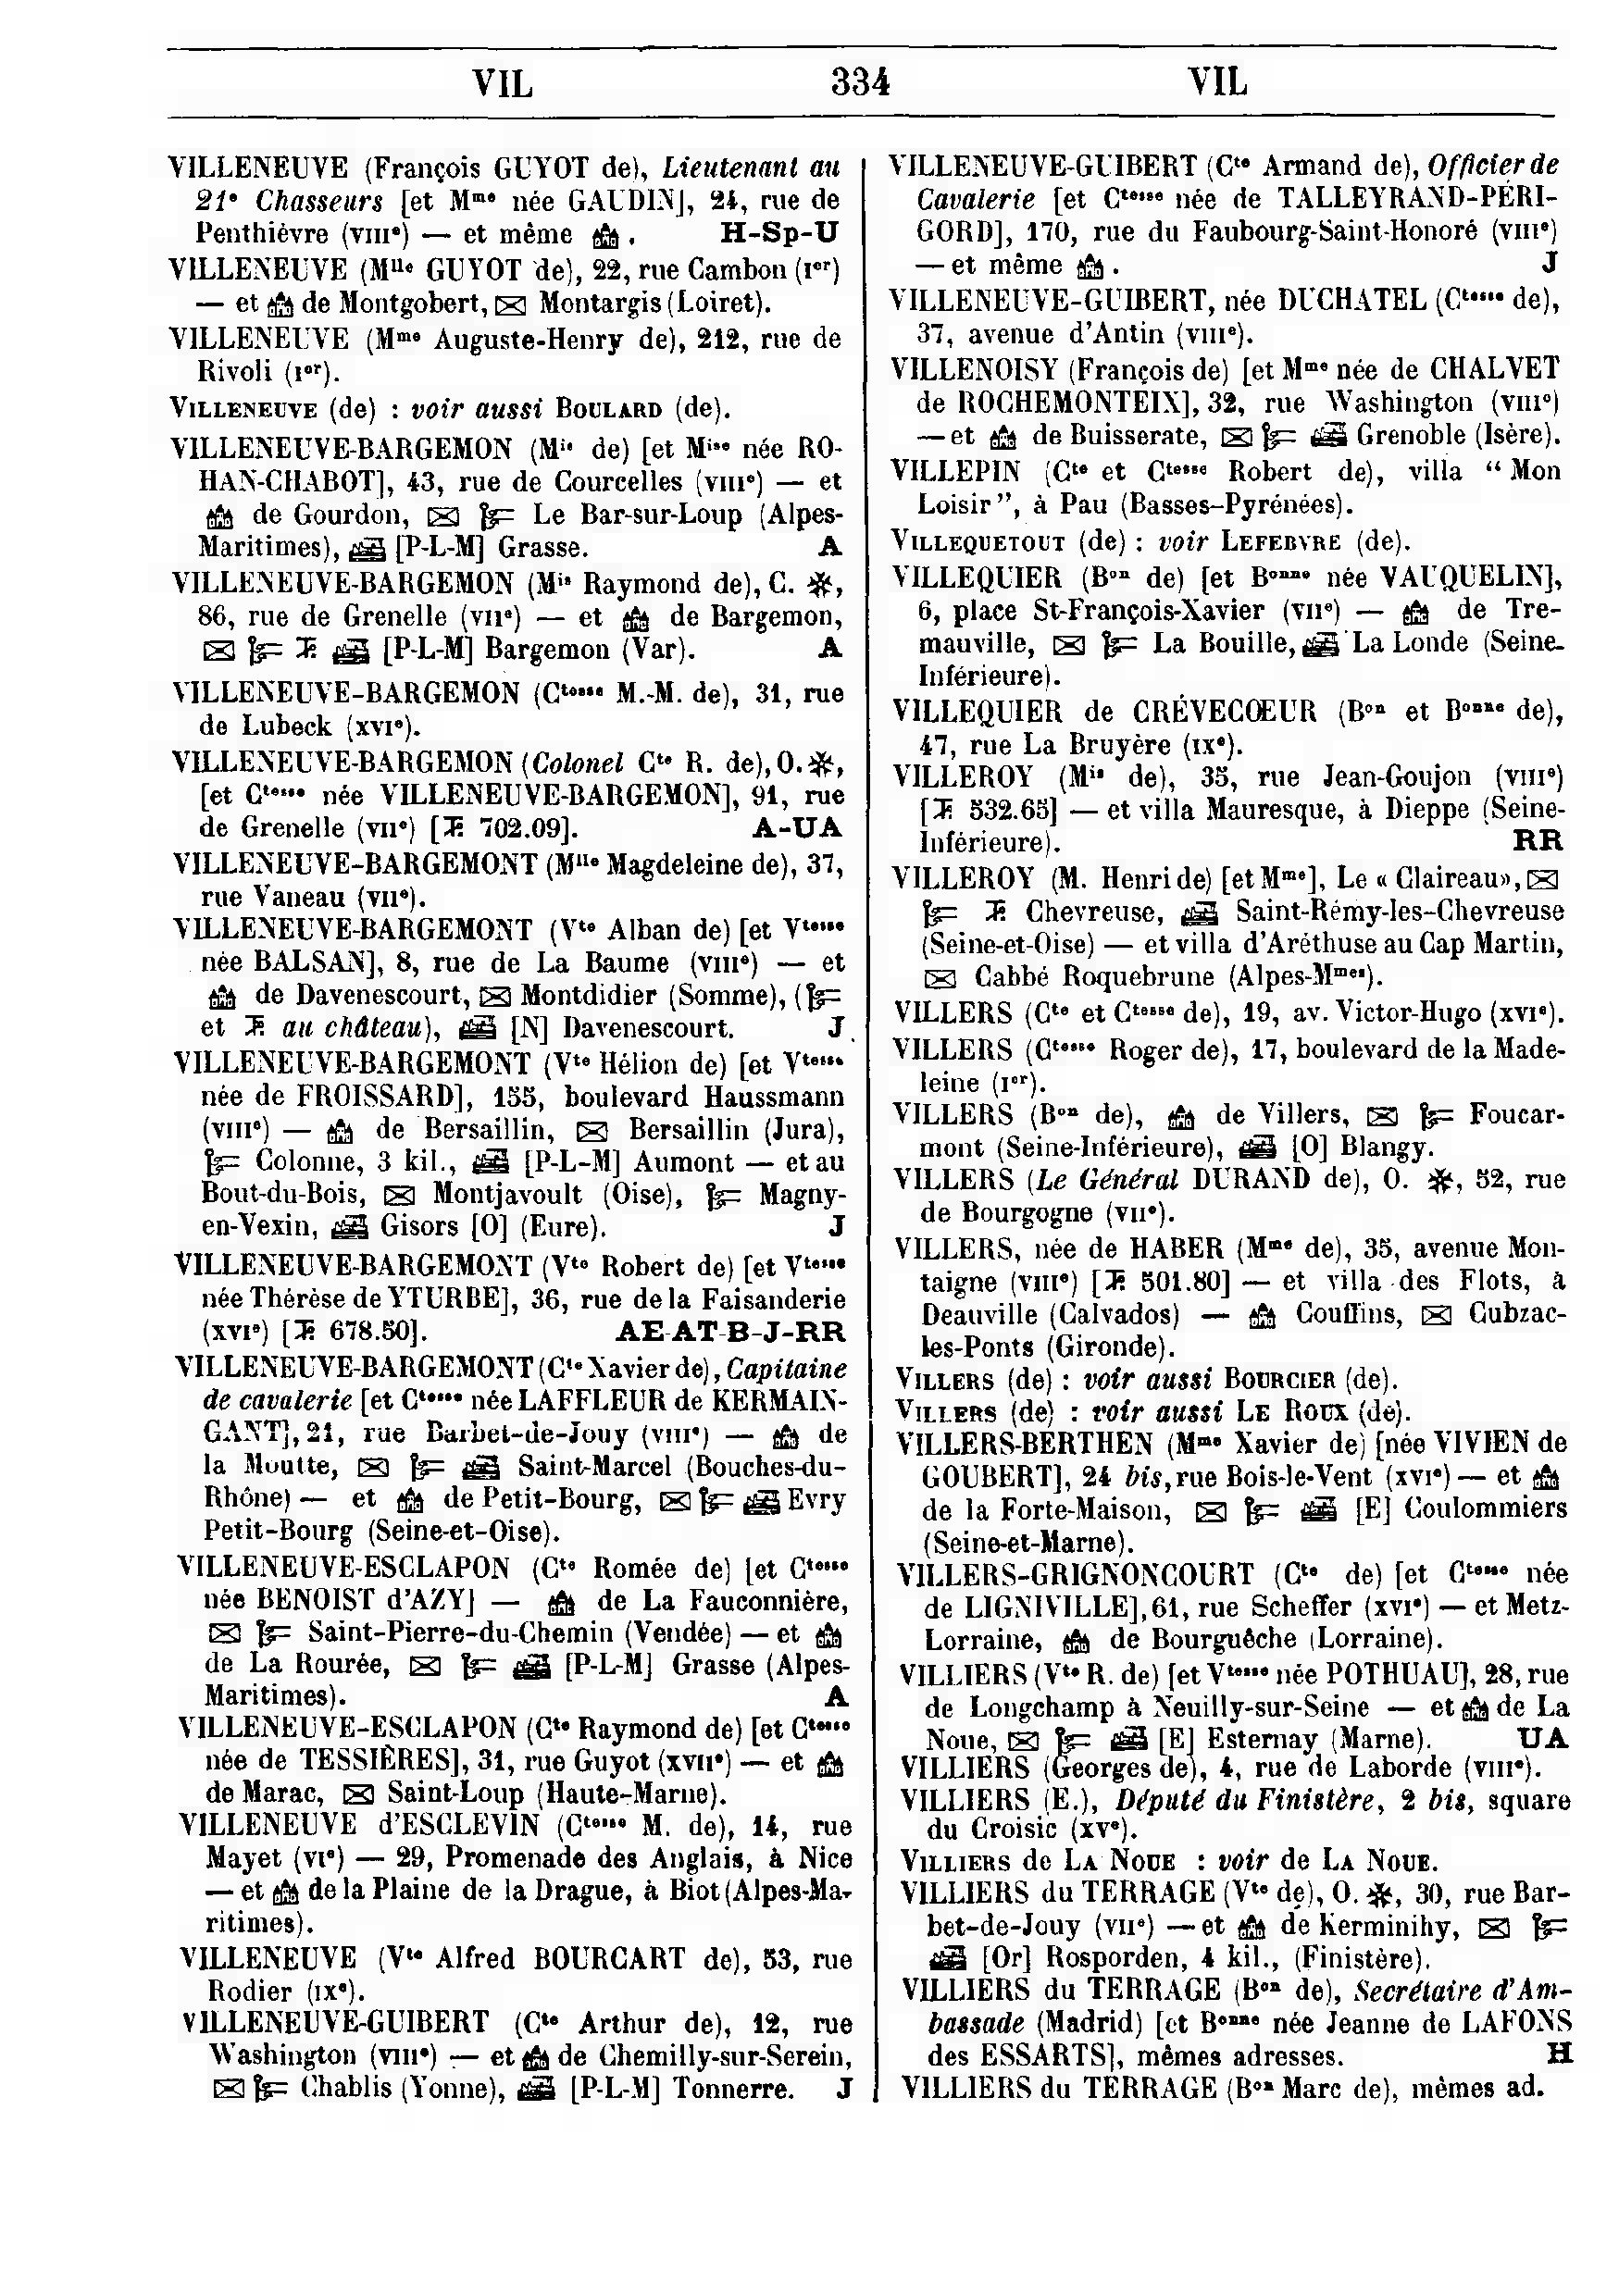 VIL 334 VIL
VILLENEUVE (François GUYOT de), Lieutenant au
21e Chasseurs [et Mme née GAUDIN], 24, rue de
Penthièvre (VIIIe) — et même . H-Sp-U
VILLENEUVE (Mlle GUYOT de), 22, rue Cambon (Ier)
— et de Montgobert, Montargis (Loiret).
VILLENEUVE (Mme Auguste-Henry de), 212, rue de
Rivoli (Ier).
VILLENEUVE (de) : voir aussi BOULARD (de).
VILLENEUVE-BARGEMON (Mis de) [et Mise née RO-
HAN-CHABOT], 43, rue de Courcelles (VIIIe) — et
de Gourdon, Le Bar-sur-Loup (Alpes-
Maritimes), [P-L-M] Grasse. A
VILLENEUVE-BARGEMON (Mis Raymond de), C. ✻,
86, rue de Grenelle (VIIe) — et de Bargemon,
[P-L-M] Bargemon (Var). A
VILLENEUVE-BARGEMON (Ctesse M.-M. de), 31, rue
de Lubeck (XVIe).
VILLENEUVE-BARGEMON (Colonel Cte R. de), O. ✻,
[et Ctesse née VILLENEUVE-BARGEMON], 91, rue
de Grenelle (VIIe) [T. 702.09]. A-UA
VILLENEUVE-BARGEMONT (Mlle Magdeleine de), 37,
rue Vaneau (VIIe).
VILLENEUVE-BARGEMONT (Vte Alban de) [et Vtesse
née BALSAN], 8, rue de La Baume (VIIIe) — et
de Davenescourt, Montdidier (Somme), (
et T. au château), [N] Davenescourt. J
VILLENEUVE-BARGEMONT (Vte Hélion de) [et Vtesse
née de FROISSARD], 155, boulevard Haussmann
(VIIIe) — de Bersaillin, Bersaillin (Jura),
Colonne, 3 kil., [P-L-M] Aumont — et au
Bout-du-Bois, Montjavoult (Oise), Magny-
en-Vexin, Gisors [O] (Eure). J
VILLENEUVE-BARGEMONT (Vte Robert de) [et Vtesse
née Thérèse de YTURBE], 36, rue de la Faisanderie
(XVIe) [T. 678.50]. AE-AT-B-J-RR
VILLENEUVE-BARGEMONT (Cte Xavier de), Capitaine
de cavalerie [et Ctesse née LAFFLEUR de KERMAIN-
GANT], 21, rue Barbet-de-Jouy (VIIIe) — de
la Moutte, Saint-Marcel (Bouches-du-
Rhône) — et de Petit-Bourg, Evry
Petit-Bourg (Seine-et-Oise).
VILLENEUVE-ESCLAPON (Cte Romée de) [et Ctesse
née BENOIST d'AZY] — de La Fauconnière,
Saint-Pierre-du-Chemin (Vendée) — et
de La Rourée, [P-L-M] Grasse (Alpes-
Maritimes). A
VILLENEUVE-ESCLAPON (Cte Raymond de) [et Ctesse
née de TESSIÈRES], 31, rue Guyot (XVIIe) — et
de Marac, Saint-Loup (Haute-Marne).
VILLENEUVE d'ESCLEVIN (Ctesse M. de), 14, rue
Mayet (VIe) — 29, Promenade des Anglais, à Nice
— et de la Plaine de la Drague, à Biot (Alpes-Ma-
ritimes).
VILLENEUVE (Vte Alfred BOURCART de), 53, rue
Rodier (IXe).
VILLENEUVE-GUIBERT (Cte Arthur de), 12, rue
Washington (VIIIe) — et de Chemilly-sur-Serein,
Chablis (Yonne), [P-L-M] Tonnerre. J
VILLENEUVE-GUIBERT (Cte Armand de), Officier de
Cavalerie [et Ctesse née de TALLEYRAND-PÉRI-
GORD], 170, rue du Faubourg-Saint-Honoré (VIIIe)
— et même . J
VILLENEUVE-GUIBERT, née DUCHATEL (Ctesse de),
37, avenue d'Antin (VIIIe).
VILLENOISY (François de) [et Mme née de CHALVET
de ROCHEMONTEIX], 32, rue Washington (VIIIe)
— et de Buisserate, Grenoble (Isère).
VILLEPIN (Cte et Ctesse Robert de), villa “ Mon
Loisir ”, à Pau (Basses-Pyrénées).
VILLEQUETOUT (de) : voir LEFEBVRE (de).
VILLEQUIER (Bon de) [et Bonne née VAUQUELIN],
6, place St-François-Xavier (VIIe) — de Tre-
mauville, La Bouille, La Londe (Seine-
Inférieure).
VILLEQUIER de CRÉVECŒUR (Bon et Bonne de),
47, rue La Bruyère (IXe).
VILLEROY (Mis de), 35, rue Jean-Goujon (VIIIe)
[T. 532.65] — et villa Mauresque, à Dieppe (Seine-
Inférieure). RR
VILLEROY (M. Henri de) [et Mme], Le « Claireau»,
T. Chevreuse, Saint-Rémy-les-Chevreuse
(Seine-et-Oise) — et villa d'Aréthuse au Cap Martin,
Cabbé Roquebrune (Alpes-Mmes).
VILLERS (Cte et Ctesse de), 19, av. Victor-Hugo (XVIe).
VILLERS (Ctesse Roger de), 17, boulevard de la Made-
leine (Ier).
VILLERS (Bon de), de Villers, Foucar-
mont (Seine-Inférieure), [O] Blangy.
VILLERS (Le Général DURAND de), O. ✻, 52, rue
de Bourgogne (VIIe).
VILLERS, née de HABER (Mme de), 35, avenue Mon-
taigne (VIIIe) [T. 501.80] — et villa des Flots, à
Deauville (Calvados) — Couffins, Cubzac-
les-Ponts (Gironde).
VILLERS (de) : voir aussi BOURCIER (de).
VILLERS (de) : voir aussi LE ROUX (de).
VILLERS-BERTHEN (Mme Xavier de) [née VIVIEN de
GOUBERT], 24 bis, rue Bois-le-Vent (XVIe) — et
de la Forte-Maison, [E] Coulommiers
(Seine-et-Marne).
VILLERS-GRIGNONCOURT (Cte de) [et Ctesse née
de LIGNIVILLE], 61, rue Scheffer (XVIe) — et Metz-
Lorraine, de Bourguêche (Lorraine).
VILLIERS (Vte R. de) [et Vtesse née POTHUAU], 28, rue
de Longchamp à Neuilly-sur-Seine — et de La
Noue, [E] Esternay (Marne). UA
VILLIERS (Georges de), 4, rue de Laborde (VIIIe).
VILLIERS (E.), Député du Finistère, 2 bis, square
du Croisic (XVe).
VILLIERS de LA NOUE : voir de LA NOUE.
VILLIERS du TERRAGE (Vte de), O. ✻, 30, rue Bar-
bet-de-Jouy (VIIe) — et de Kerminihy,
[Or] Rosporden, 4 kil., (Finistère).
VILLIERS du TERRAGE (Bon de), Secrétaire d'Am-
bassade (Madrid) [et Bonne née Jeanne de LAFONS
des ESSARTS], mêmes adresses. H
VILLIERS du TERRAGE (Bon Marc de), mêmes ad.